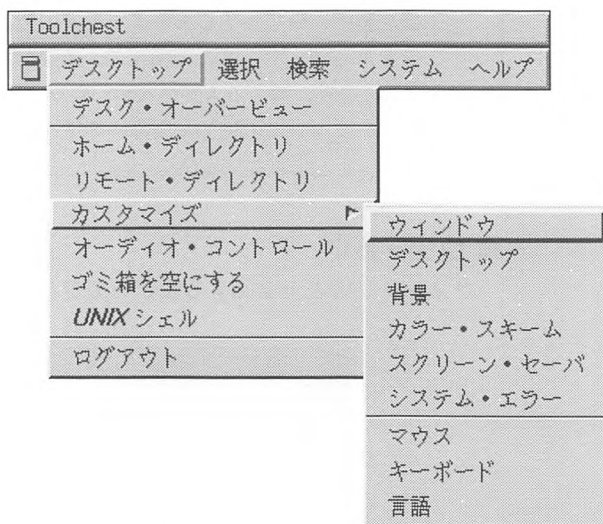 Toolchest
デスクトップ 選択 検索 システム ヘルプ
デスク・オーバービュー
ホーム・ディレクトリ
リモート・ディレクトリ
カスタマイズ
オーディオ・コントロール
ゴミ箱を空にする
UNIX シェル
ログアウト
ウィンドウ
デスクトップ
背景
カラー・スキーム
スクリーン・セーバ
システム・エラー
マウス
キーボード
言語